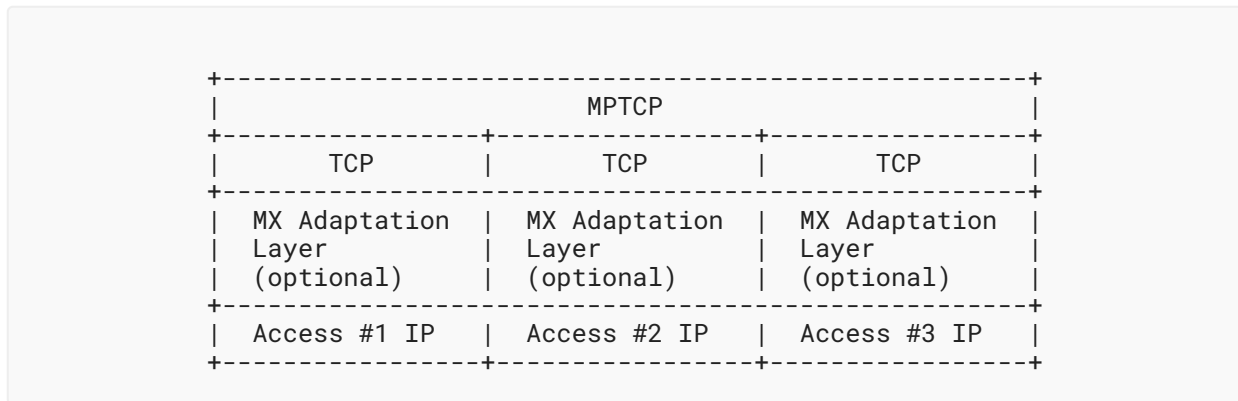 +-----------------------------------------------------+
|                        MPTCP                        |
+-----------------+-----------------+-----------------+
|       TCP       |       TCP       |       TCP       |
+-----------------------------------------------------+
|  MX Adaptation  |  MX Adaptation  |  MX Adaptation  |
|  Layer          |  Layer          |  Layer          |
|  (optional)     |  (optional)     |  (optional)     |
+-----------------------------------------------------+
|  Access #1 IP   |  Access #2 IP   |  Access #3 IP   |
+-----------------+-----------------+-----------------+